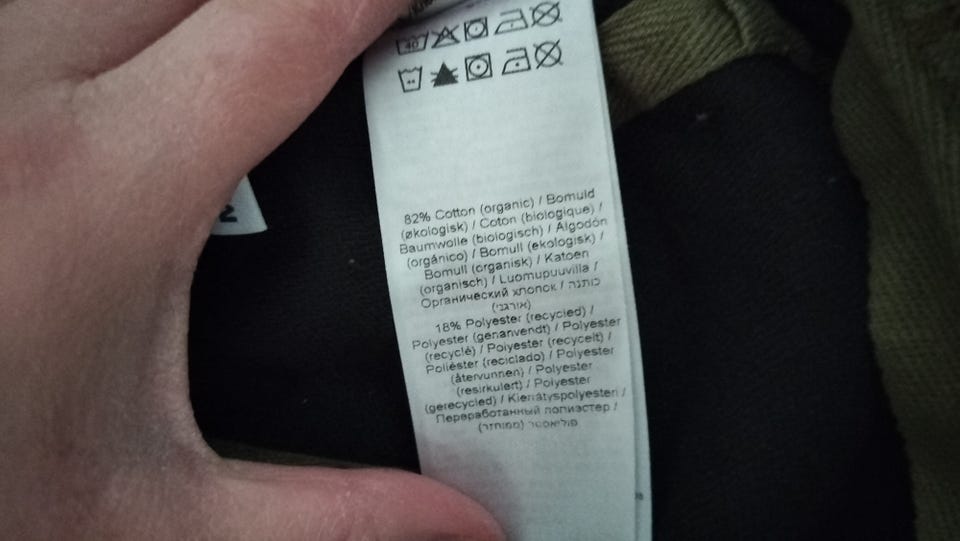 40
82% Cotton (organic) / Bomuld
(økologisk) / Coton (biologique) /
Baumwolle (biologisch) / Algodón
(orgánico) / Bomull (ekologisk) /
Bomull (organisk) / Katoen
(organisch) / Luomupuuvilla /
Органический хлопок / כותנה
(אורגני)
18% Polyester (recycled) /
Polyester (genanvendt) / Polyester
(recyclé) / Polyester (recycelt) /
Poliéster (reciclado) / Polyester
(återvunnen) / Polyester
(resirkulert) / Polyester
(gerecycled) / Kierrätyspolyesteri /
Переработанный полиэстер /
פוליאסטר (ממוחזר)